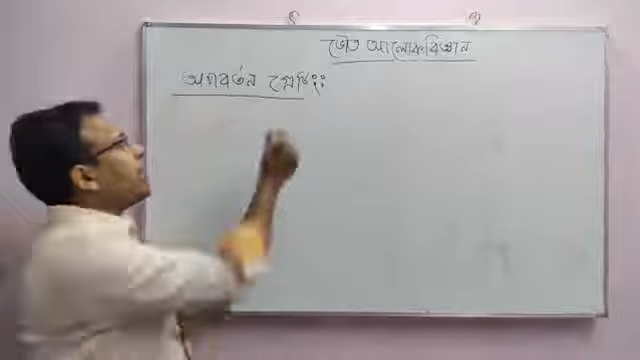 ভৌত আলোকবিজ্ঞান
অপবর্তন গ্রেটিংঃ